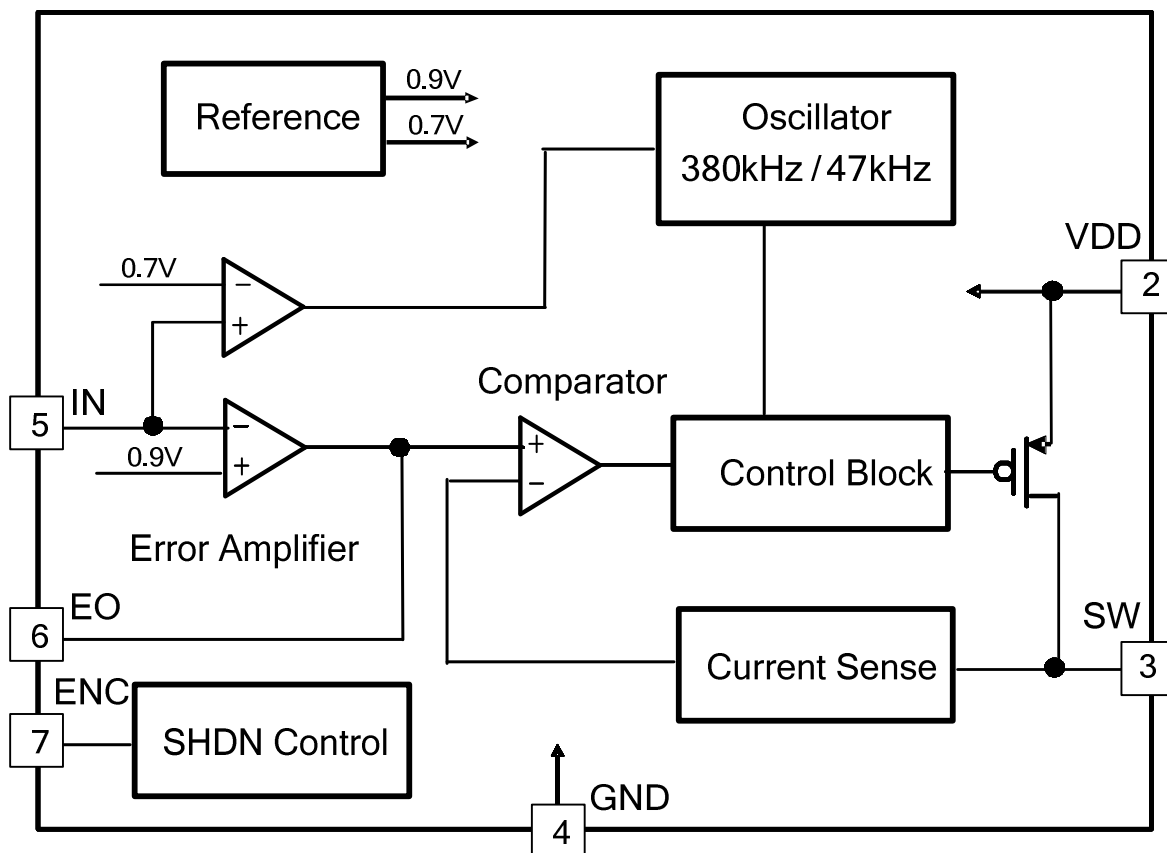 0.9V
Reference
0.7V
Oscillator
380kHz / 47kHz
VDD
2
0.7V
−
+
Comparator
IN
5
−
0.9V
+
+
−
Control Block
Error Amplifier
EO
6
SW
Current Sense
3
ENC
7
SHDN Control
GND
4